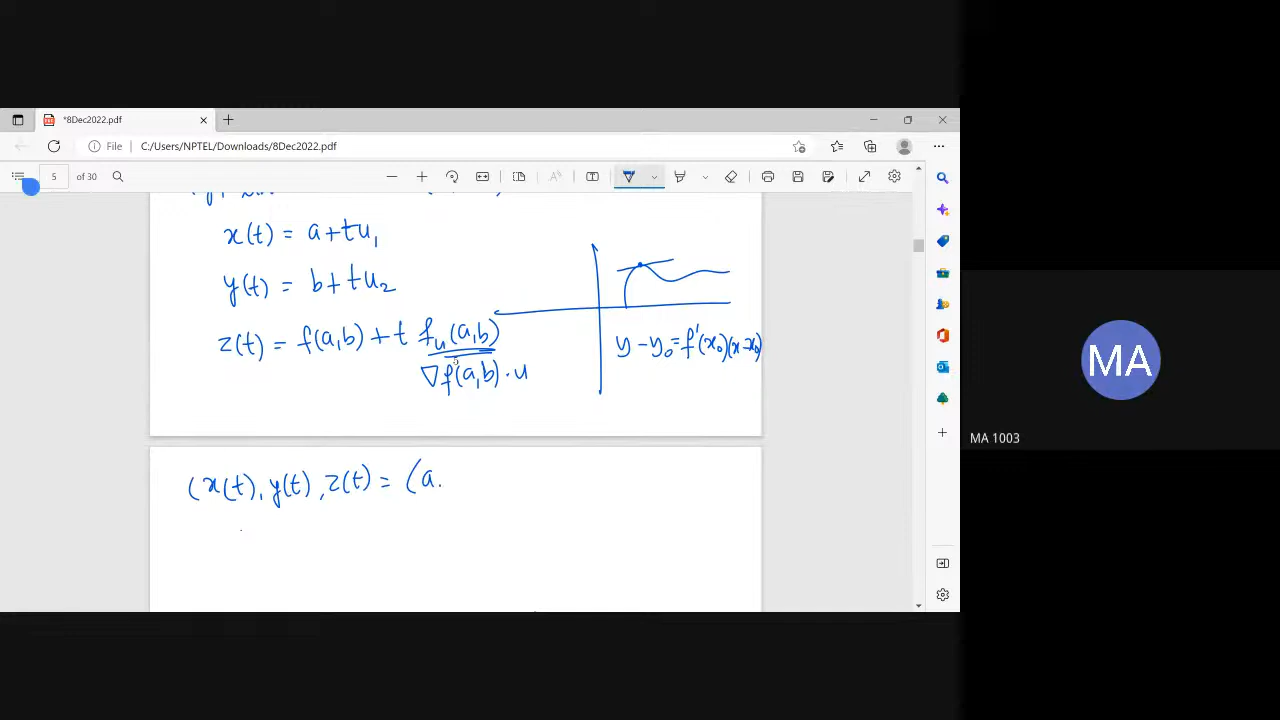 *8Dec2022.pdf
File
C:/Users/NPTEL/Downloads/8Dec2022.pdf
5 of 30
x(t) = a+tu₁
y(t) = b+tu₂
z(t) = f(a,b)+t fᵤ(a,b)
∇f(a,b)·u
y-y₀=f'(x₀)(x-x₀)
(x(t),y(t),z(t) = (a.
MA
MA 1003